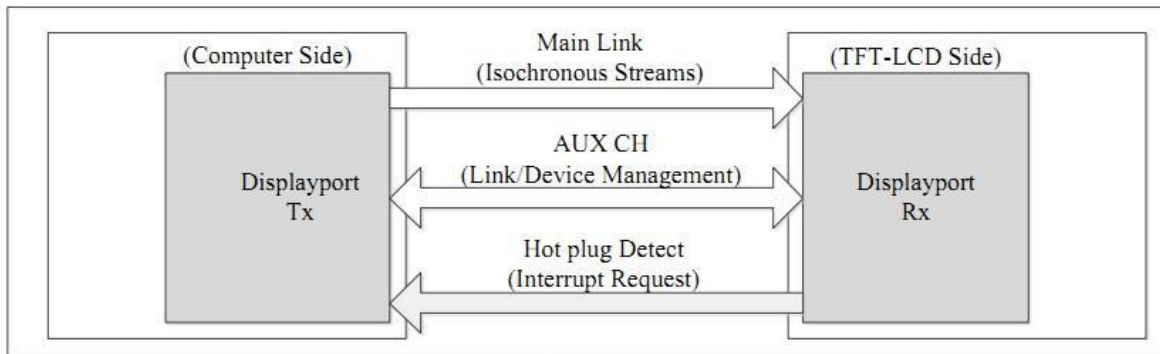 Main Link
(Isochronous Streams)
(Computer Side)
(TFT-LCD Side)
AUX CH
(Link/Device Management)
Displayport
Tx
Displayport
Rx
Hot plug Detect
(Interrupt Request)